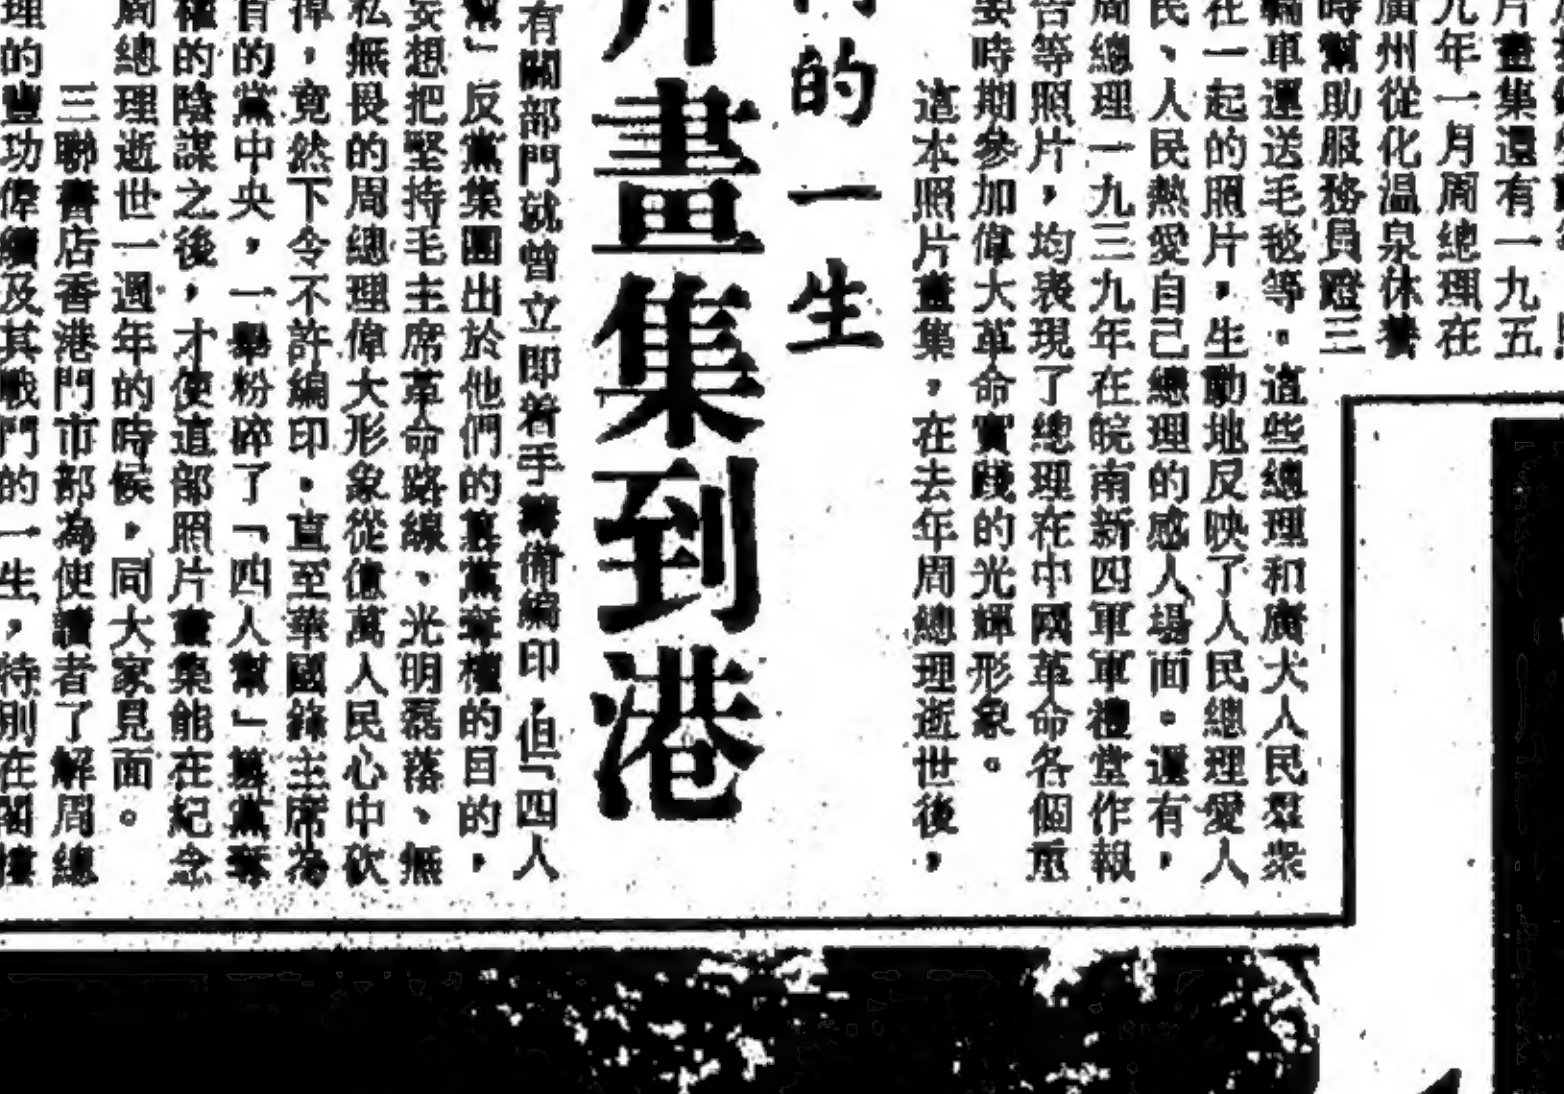 片畫集還有一九五
九年一月周總理在
廣州從化温泉休養
時幫助服務員蹬三
輪車運送毛毯等。這些總理和廣大人民羣衆
在一起的照片，生動地反映了人民總理愛人
民、人民熱愛自己總理的感人場面。還有，
周總理一九三九年在皖南新四軍軍禮堂作報
告等照片，均表現了總理在中國革命各個重
要時期參加偉大革命實踐的光輝形象。
這本照片畫集，在去年周總理逝世後，
的一生
片畫集到港
有關部門就曾立即着手籌備編印，但「四人
幫」反黨集團出於他們的篡黨奪權的目的，
妄想把堅持毛主席革命路線、光明磊落、無
私無畏的周總理偉大形象從億萬人民心中砍
掉，竟然下令不許編印。直至華國鋒主席為
首的黨中央，一舉粉碎了「四人幫」篡黨奪
權的陰謀之後，才使這部照片畫集能在紀念
周總理逝世一週年的時候，同大家見面。
三聯書店香港門市部為使讀者了解周總
理的豐功偉績及其戰鬥的一生，特別在閣樓